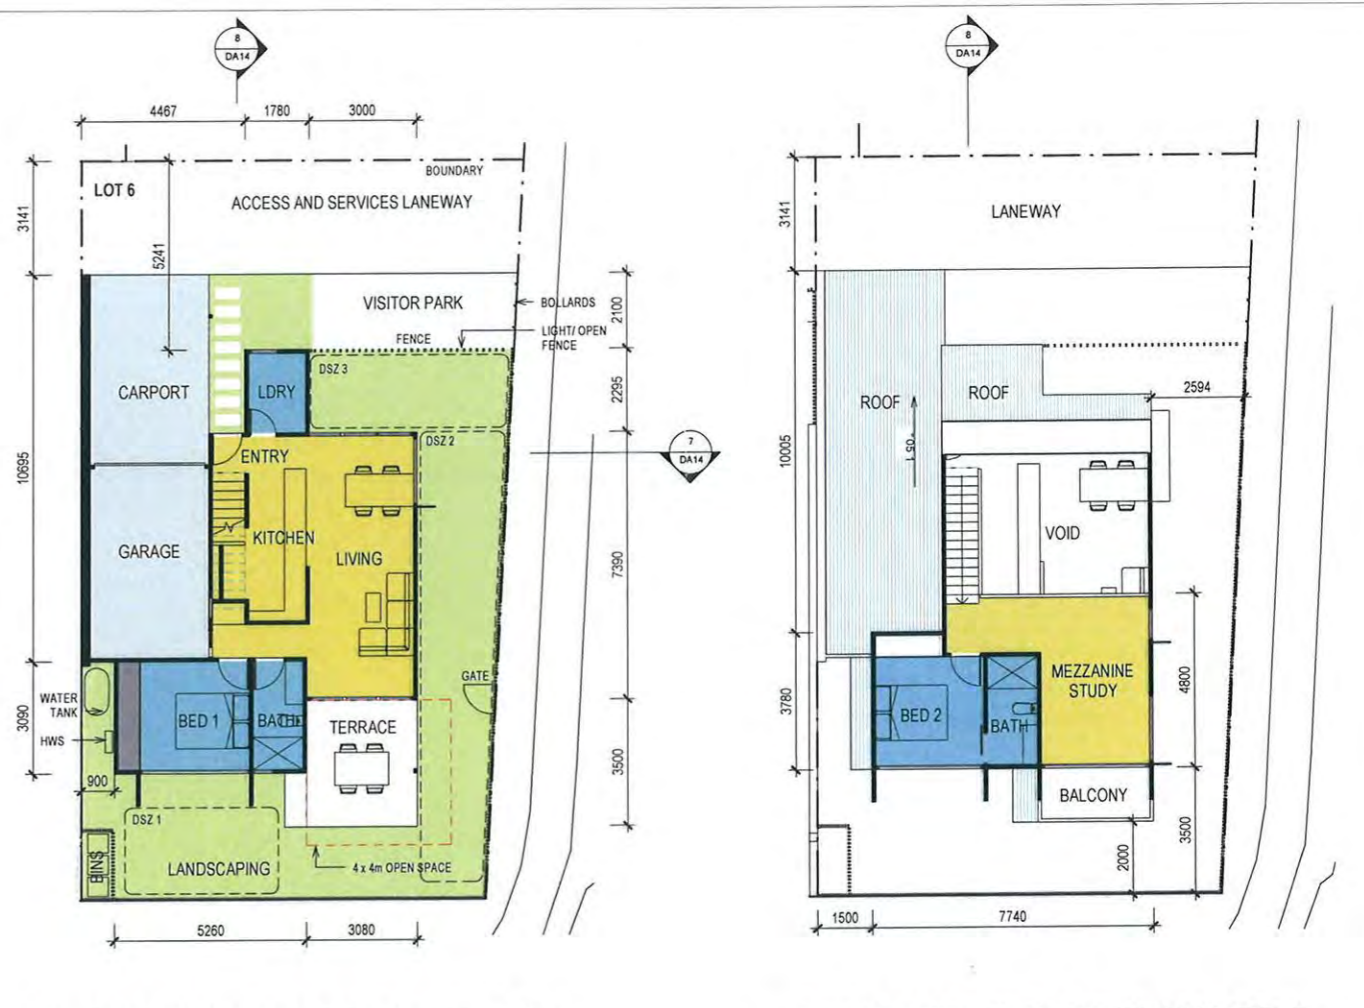 8
DA14
4467
1780
3000
BOUNDARY
LOT 6
ACCESS AND SERVICES LANEWAY
3141
5241
VISITOR PARK
BOLLARDS
FENCE
LIGHT/ OPEN
FENCE
2100
DSZ 3
CARPORT
LDRY
2295
DSZ 2
ENTRY
7
DA14
10695
KITCHEN
GARAGE
LIVING
7390
GATE
WATER
TANK
BED 1
BATH
TERRACE
HWS
3090
900
3500
DSZ 1
BINS
LANDSCAPING
4 x 4m OPEN SPACE
5260
3080
8
DA14
3141
LANEWAY
2594
ROOF
ROOF
10005
VOID
MEZZANINE
STUDY
4800
3780
BED 2
BATH
BALCONY
2000
3500
1500
7740